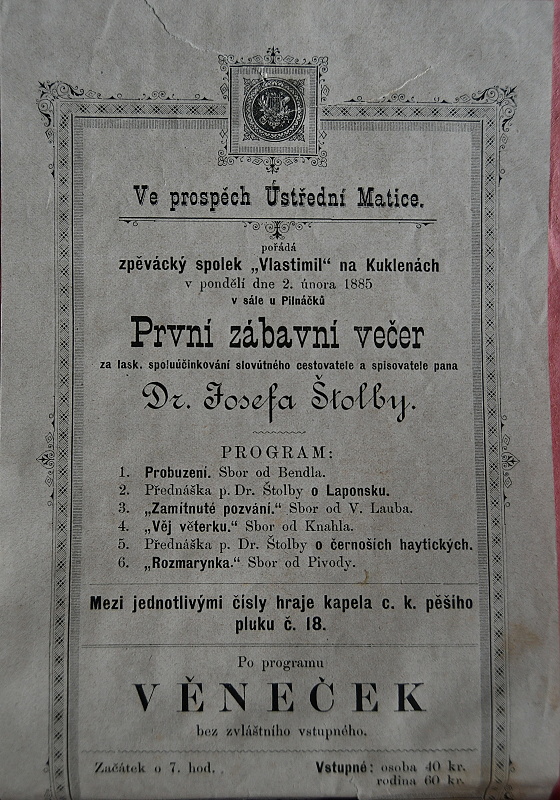 Ve prospěch Ústřední Matice.
pořádá
zpěvácký spolek „Vlastimil“ na Kuklenách
v pondělí dne 2. února 1885
v sále u Pilnáčků
První zábavní večer
za lask. spoluúčinkování slovútného cestovatele a spisovatele pana
Dr. Josefa Štolby.
PROGRAM:
1. Probuzení. Sbor od Bendla.
2. Přednáška p. Dr. Štolby o Laponsku.
3. „Zamítnuté pozvání.“ Sbor od V. Lauba.
4. „Věj větérku.“ Sbor od Knahla.
5. Přednáška p. Dr. Štolby o černoších haytických.
6. „Rozmarynka.“ Sbor od Pivody.
Mezi jednotlivými čísly hraje kapela c. k. pěšího
pluku č. 18.
Po programu
VĚNEČEK
bez zvláštního vstupného.
Začátek o 7. hod.
Vstupné: osoba 40 kr.
rodina 60 kr.